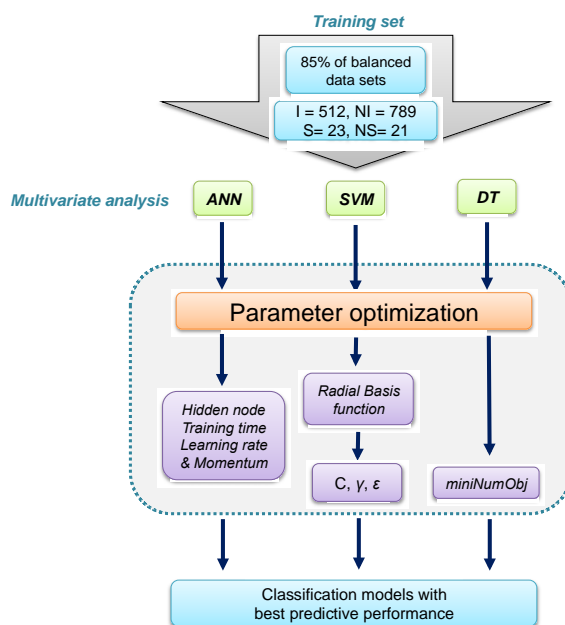 Training set
85% of balanced
data sets
I = 512, NI = 789
S= 23, NS= 21
Multivariate analysis
ANN
SVM
DT
Parameter optimization
Hidden node
Training time
Learning rate
& Momentum
Radial Basis
function
C, γ, ε
miniNumObj
Classification models with
best predictive performance